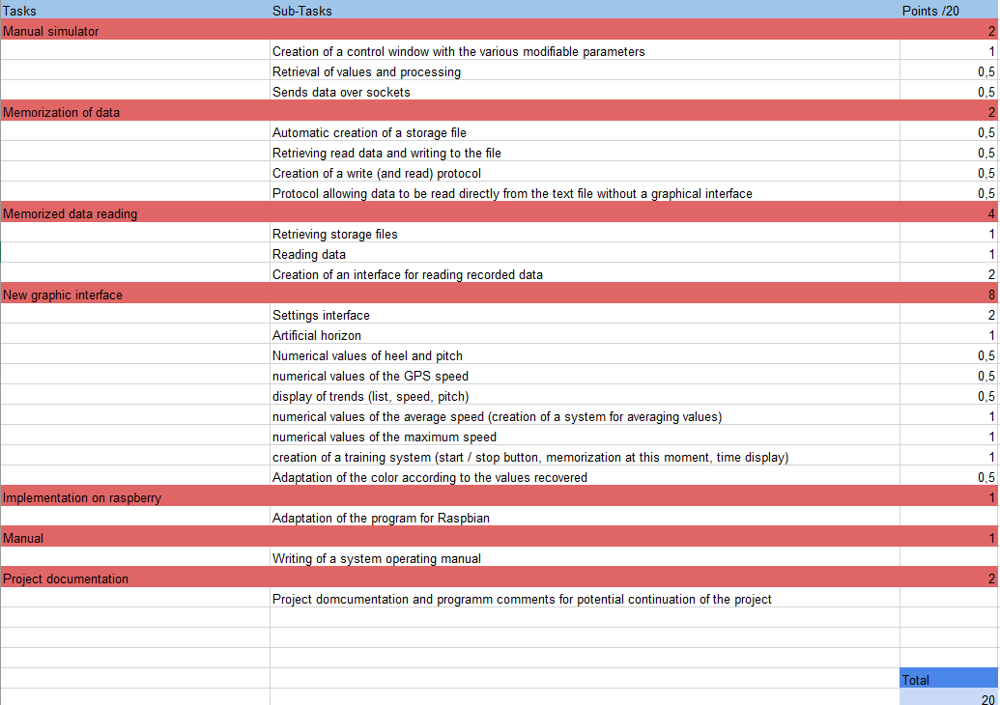 Tasks Sub-Tasks Points /20
Manual simulator 2
Creation of a control window with the various modifiable parameters 1
Retrieval of values and processing 0,5
Sends data over sockets 0,5
Memorization of data 2
Automatic creation of a storage file 0,5
Retrieving read data and writing to the file 0,5
Creation of a write (and read) protocol 0,5
Protocol allowing data to be read directly from the text file without a graphical interface 0,5
Memorized data reading 4
Retrieving storage files 1
Reading data 1
Creation of an interface for reading recorded data 2
New graphic interface 8
Settings interface 2
Artificial horizon 1
Numerical values of heel and pitch 0,5
numerical values of the GPS speed 0,5
display of trends (list, speed, pitch) 0,5
numerical values of the average speed (creation of a system for averaging values) 1
numerical values of the maximum speed 1
creation of a training system (start / stop button, memorization at this moment, time display) 1
Adaptation of the color according to the values recovered 0,5
Implementation on raspberry 1
Adaptation of the program for Raspbian
Manual 1
Writing of a system operating manual
Project documentation 2
Project domcumentation and programm comments for potential continuation of the project
Total
20